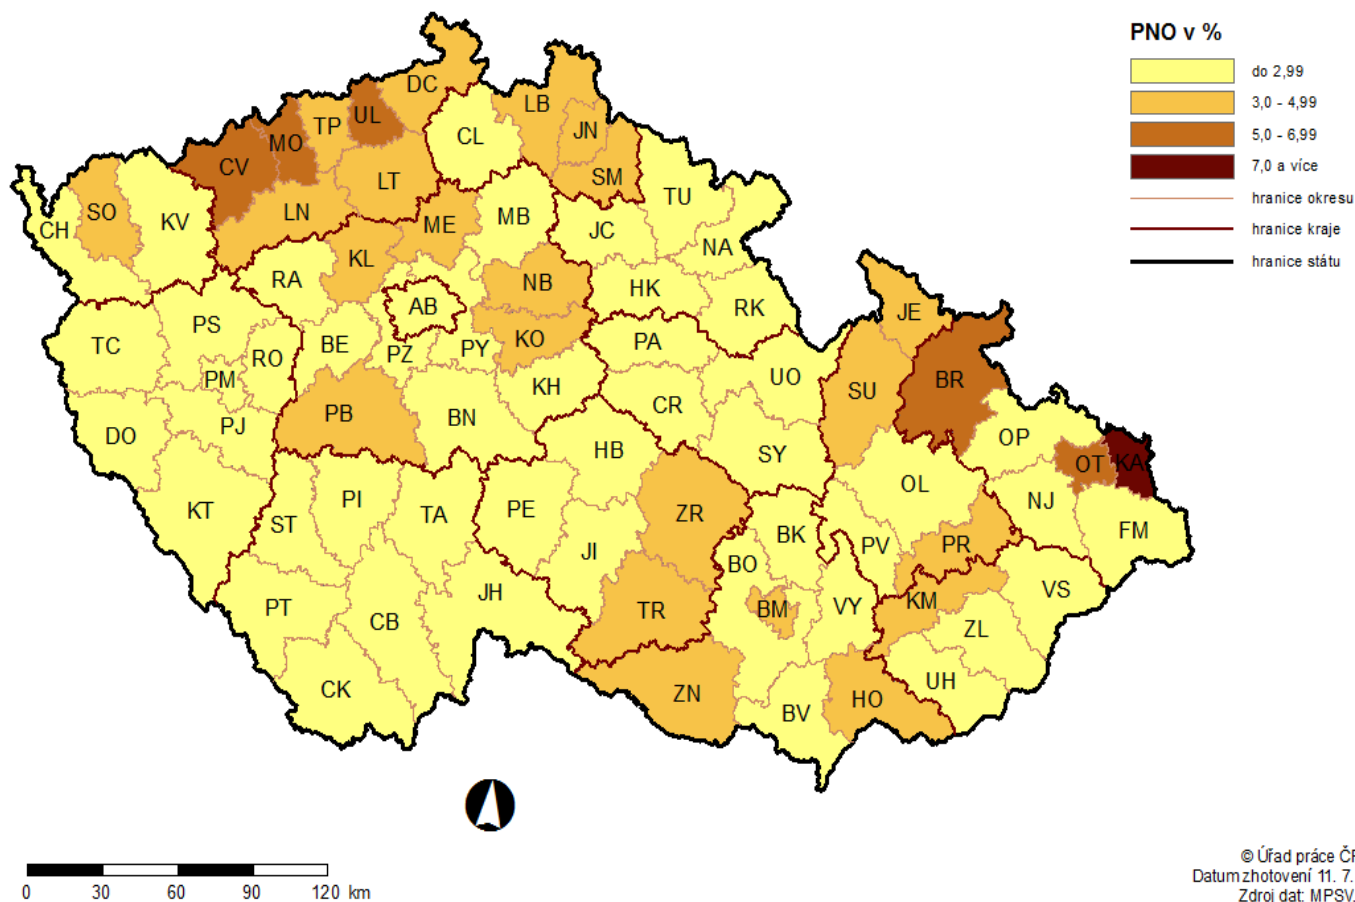 PNO v %
do 2,99
3,0 - 4,99
5,0 - 6,99
7,0 a více
hranice okresu
hranice kraje
hranice státu
DC
LB
UL
TP
CL
JN
MO
CV
LT
SM
TU
SO
LN
KV
ME
MB
JC
CH
NA
KL
RA
NB
HK
AB
RK
JE
PS
KO
TC
RO
BE
PZ
PY
PA
PM
UO
BR
KH
SU
PB
CR
BN
DO
PJ
OP
HB
SY
OT
KA
OL
PI
KT
ST
TA
PE
ZR
NJ
FM
BK
PV
PR
JI
BO
VS
JH
KM
PT
TR
BM
VY
CB
ZL
CK
ZN
UH
HO
BV
0 30 60 90 120 km
© Úřad práce ČR
Datum zhotovení 11. 7.
Zdroj dat: MPSV,